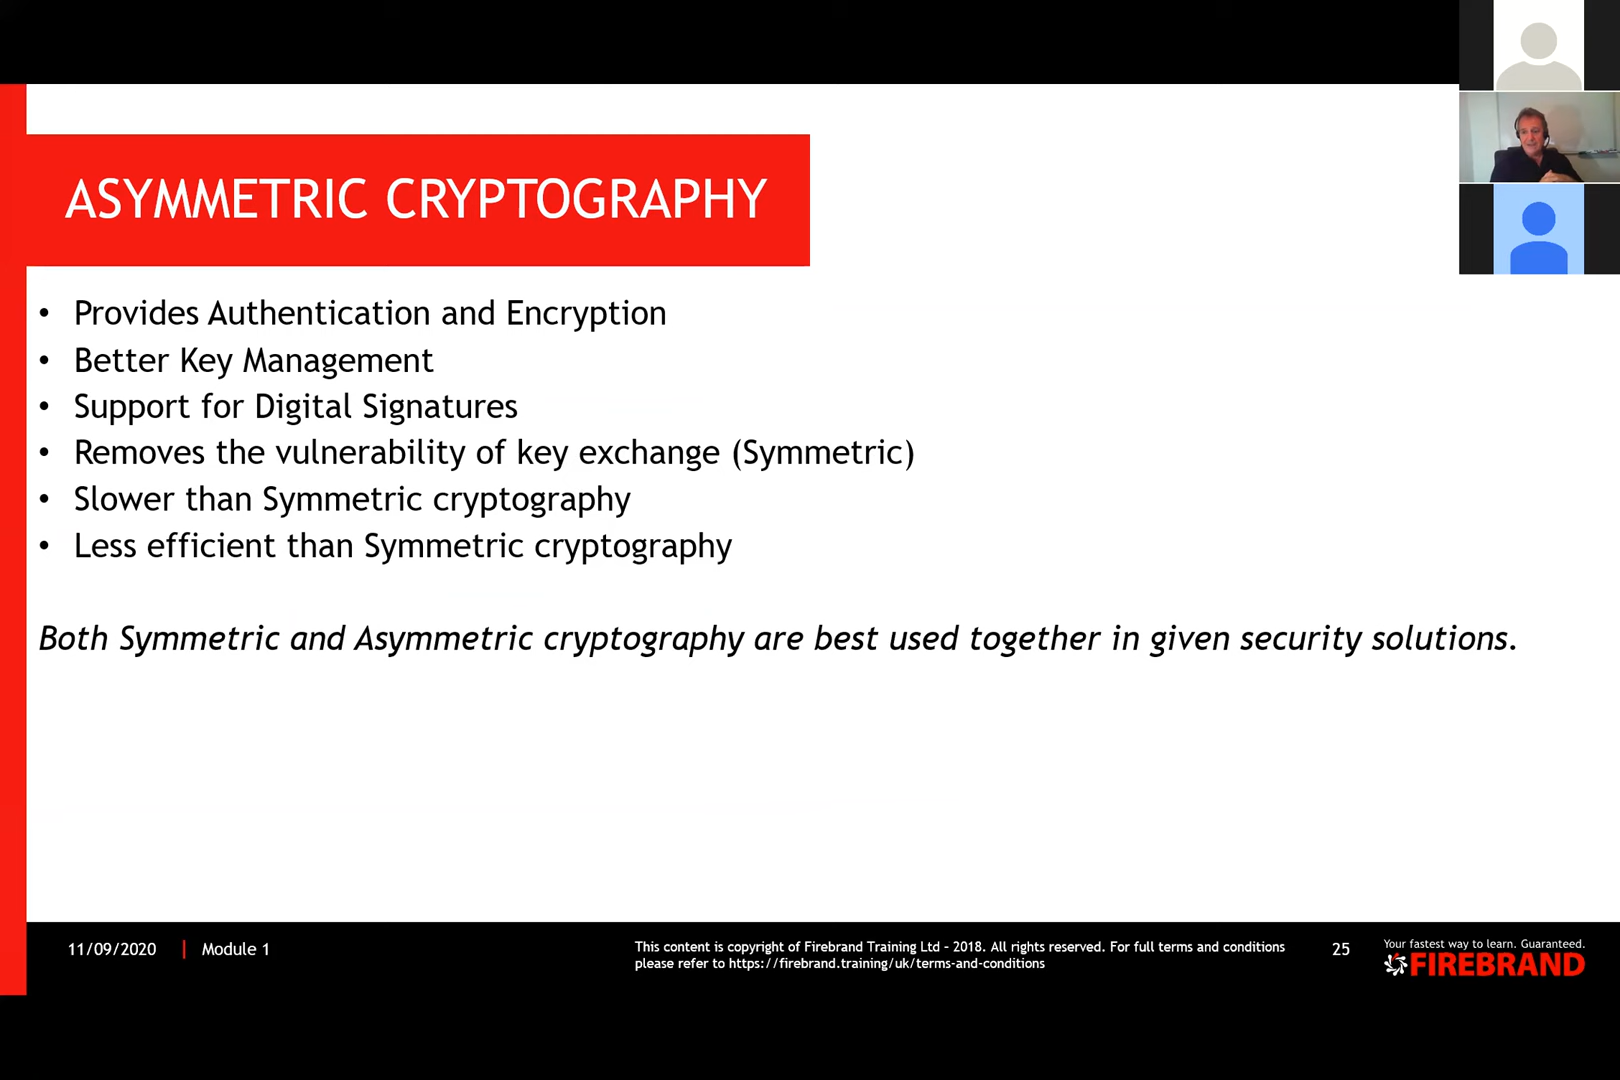 ASYMMETRIC CRYPTOGRAPHY
• Provides Authentication and Encryption
• Better Key Management
• Support for Digital Signatures
• Removes the vulnerability of key exchange (Symmetric)
• Slower than Symmetric cryptography
• Less efficient than Symmetric cryptography
Both Symmetric and Asymmetric cryptography are best used together in given security solutions.
11/09/2020 | Module 1
This content is copyright of Firebrand Training Ltd – 2018. All rights reserved. For full terms and conditions
please refer to https://firebrand.training/uk/terms-and-conditions
25
Your fastest way to learn. Guaranteed.
FIREBRAND